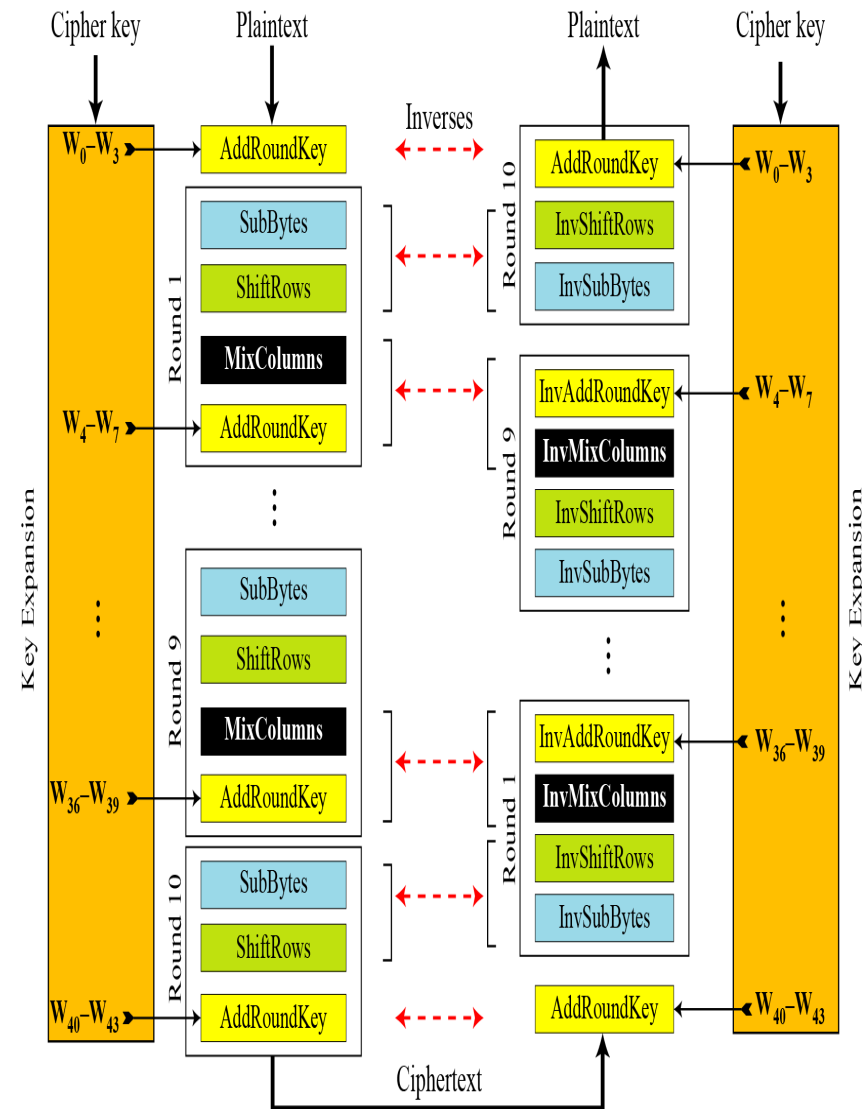 Cipher key
Plaintext
Plaintext
Cipher key
Inverses
W0–W3
AddRoundKey
AddRoundKey
W0–W3
Round 1
SubBytes
ShiftRows
MixColumns
AddRoundKey
W4–W7
Round 10
InvShiftRows
InvSubBytes
Round 9
InvAddRoundKey
W4–W7
InvMixColumns
InvShiftRows
InvSubBytes
Key Expansion
⋮
⋮
Round 9
SubBytes
ShiftRows
MixColumns
AddRoundKey
W36–W39
⋮
⋮
Key Expansion
Round 1
InvAddRoundKey
W36–W39
InvMixColumns
InvShiftRows
InvSubBytes
Round 10
SubBytes
ShiftRows
W40–W43
AddRoundKey
AddRoundKey
W40–W43
Ciphertext